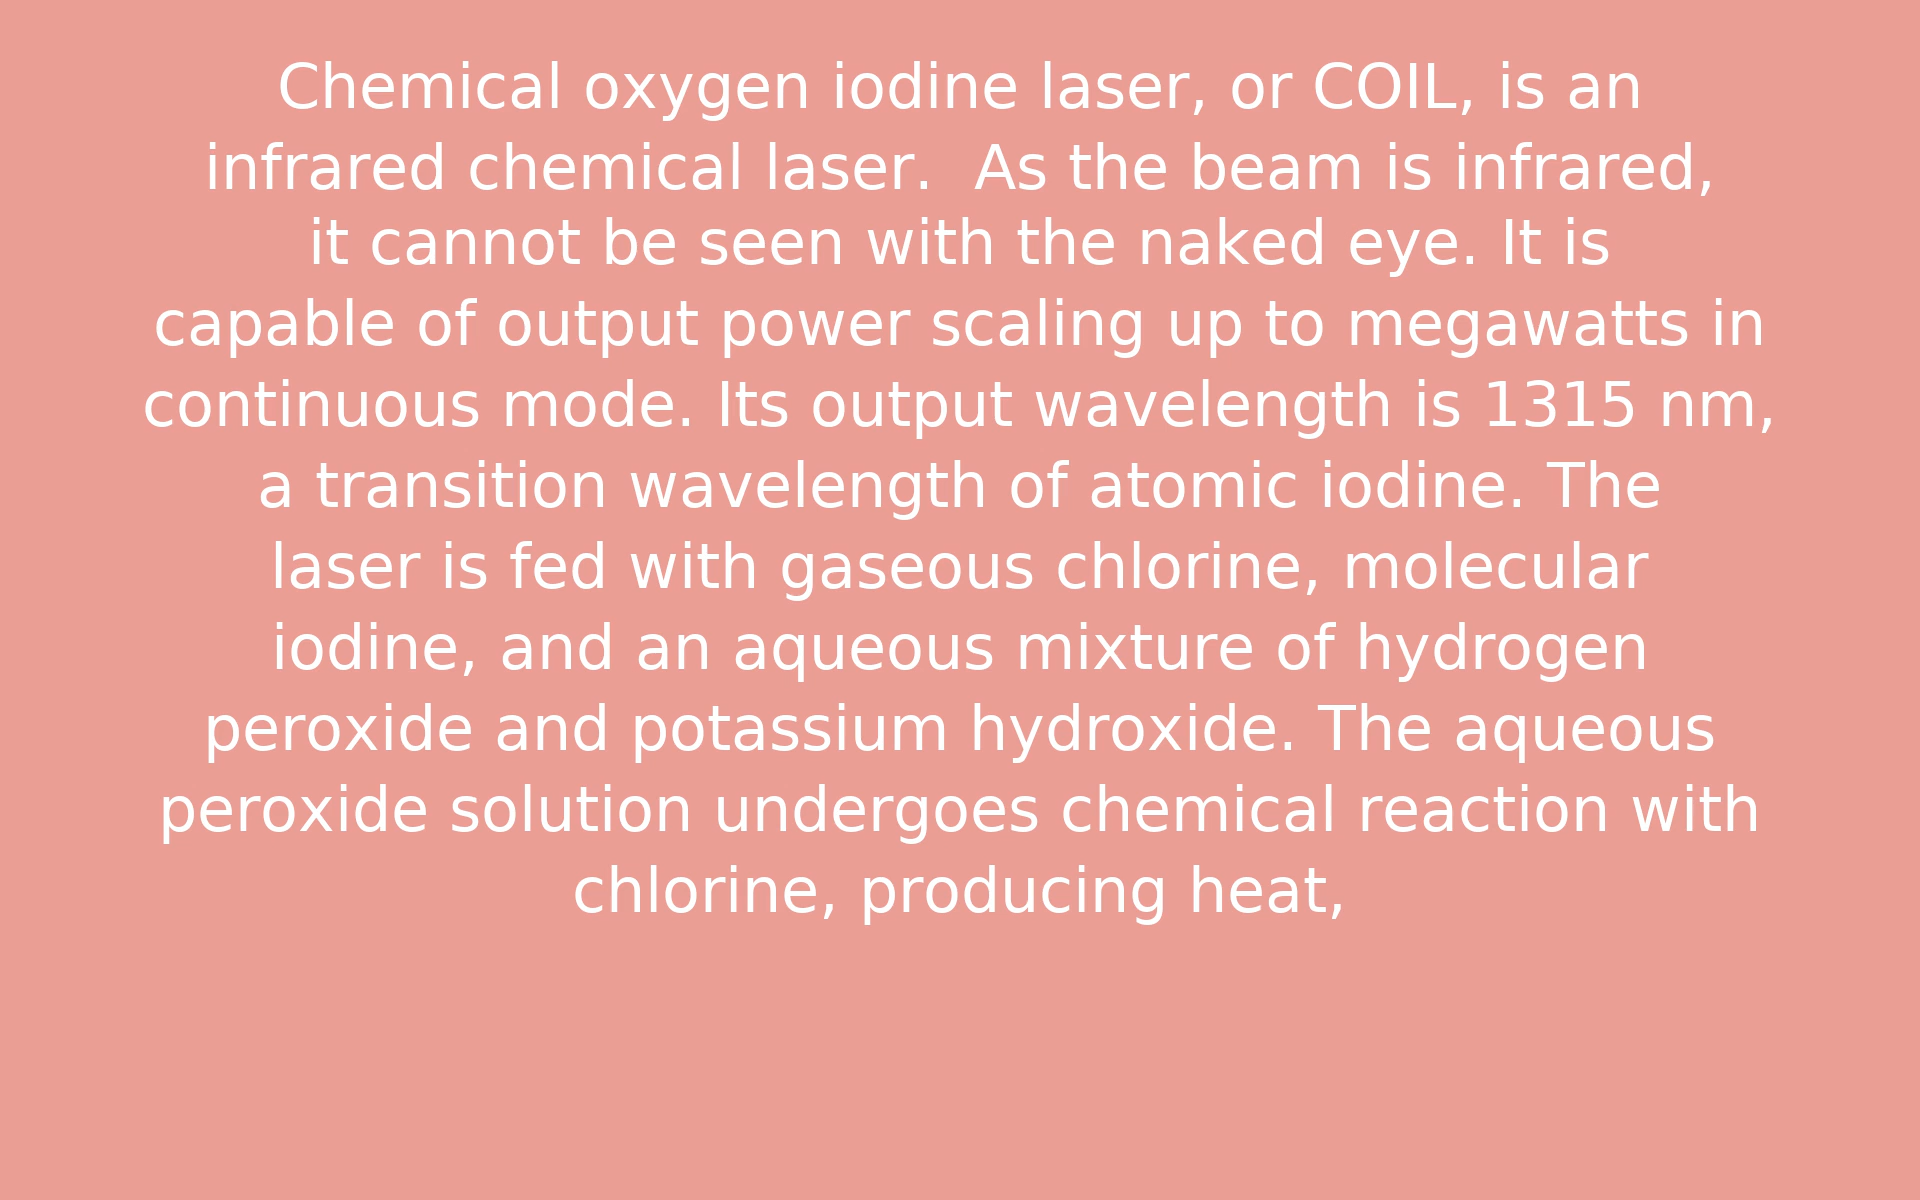 Chemical oxygen iodine laser, or COIL, is an
infrared chemical laser.  As the beam is infrared,
it cannot be seen with the naked eye. It is
capable of output power scaling up to megawatts in
continuous mode. Its output wavelength is 1315 nm,
a transition wavelength of atomic iodine. The
laser is fed with gaseous chlorine, molecular
iodine, and an aqueous mixture of hydrogen
peroxide and potassium hydroxide. The aqueous
peroxide solution undergoes chemical reaction with
chlorine, producing heat,